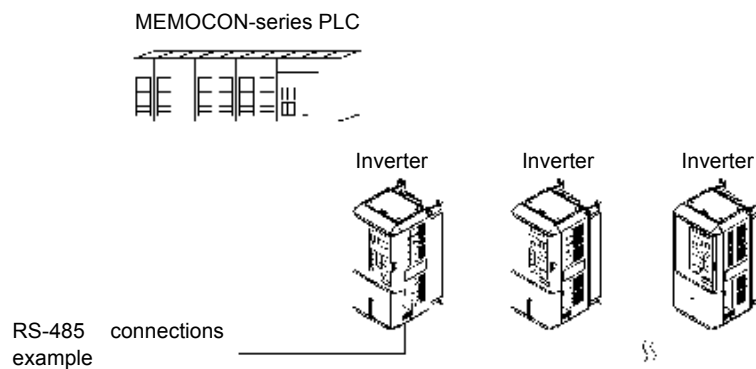 MEMOCON-series PLC
Inverter Inverter Inverter
RS-485 connections
example